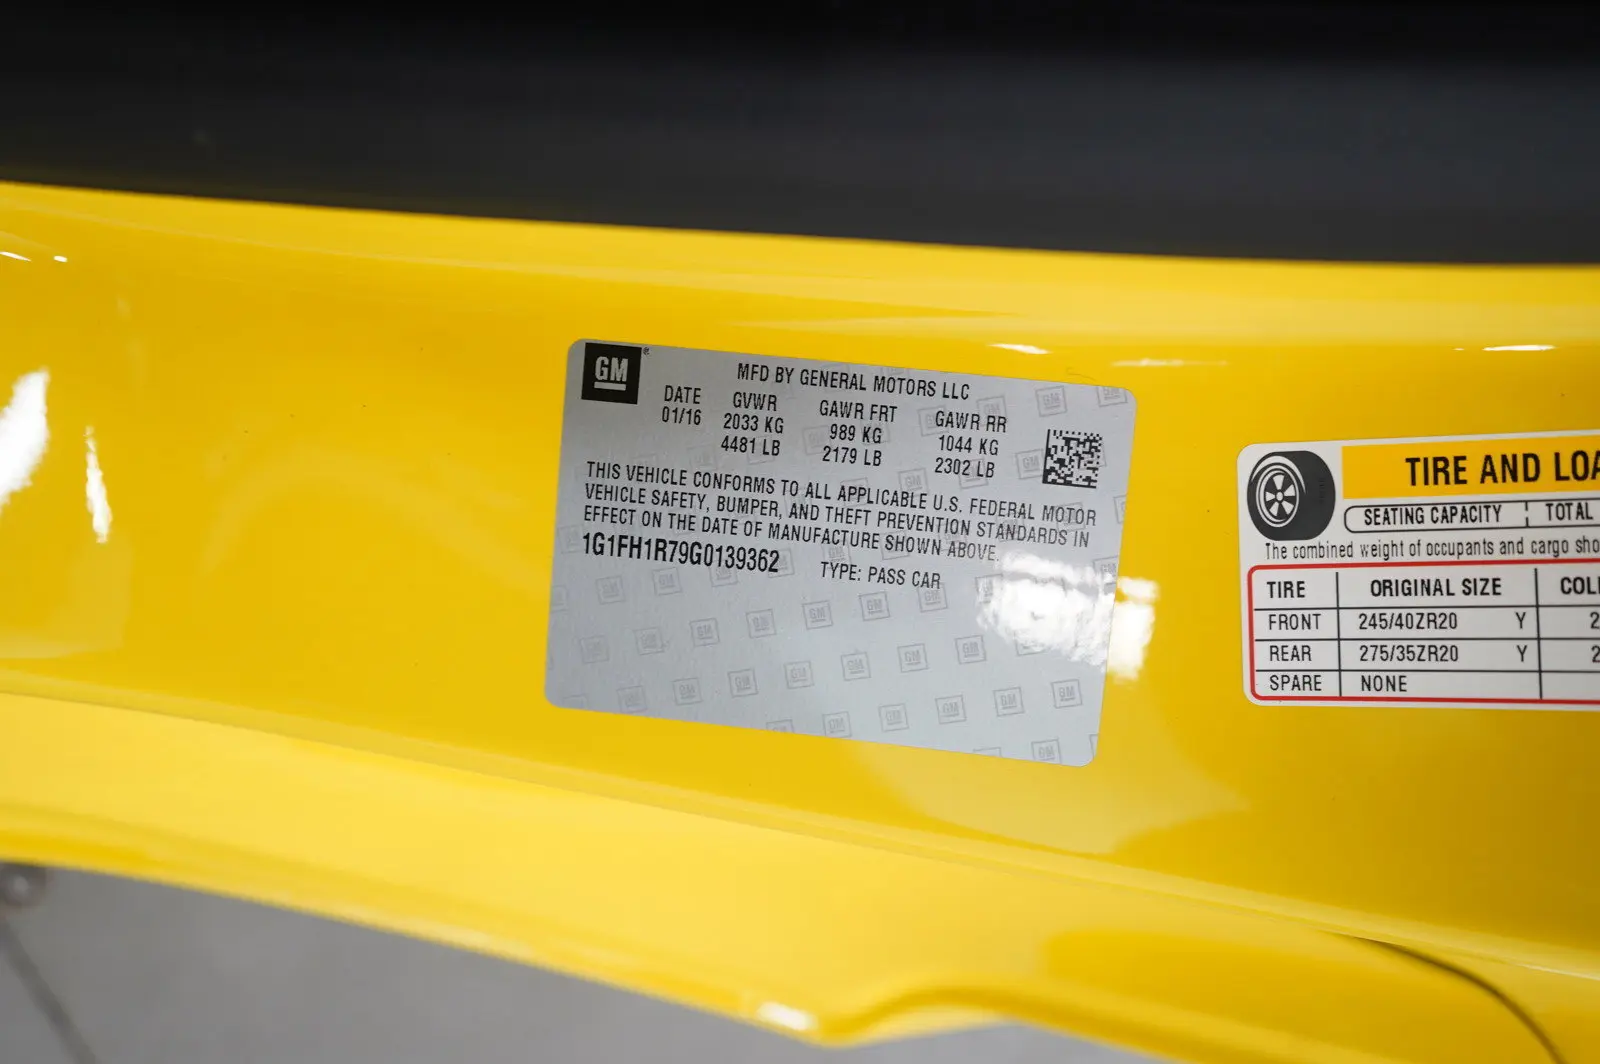 GM
MFD BY GENERAL MOTORS LLC
DATE GVWR GAWR FRT GAWR RR
01/16 2033 KG 989 KG 1044 KG
4481 LB 2179 LB 2302 LB
THIS VEHICLE CONFORMS TO ALL APPLICABLE U.S. FEDERAL MOTOR
VEHICLE SAFETY, BUMPER, AND THEFT PREVENTION STANDARDS IN
EFFECT ON THE DATE OF MANUFACTURE SHOWN ABOVE.
1G1FH1R79G0139362 TYPE: PASS CAR
TIRE AND LOA
SEATING CAPACITY TOTAL
The combined weight of occupants and cargo sho
TIRE ORIGINAL SIZE COL
FRONT 245/40ZR20 Y 2
REAR 275/35ZR20 Y 2
SPARE NONE